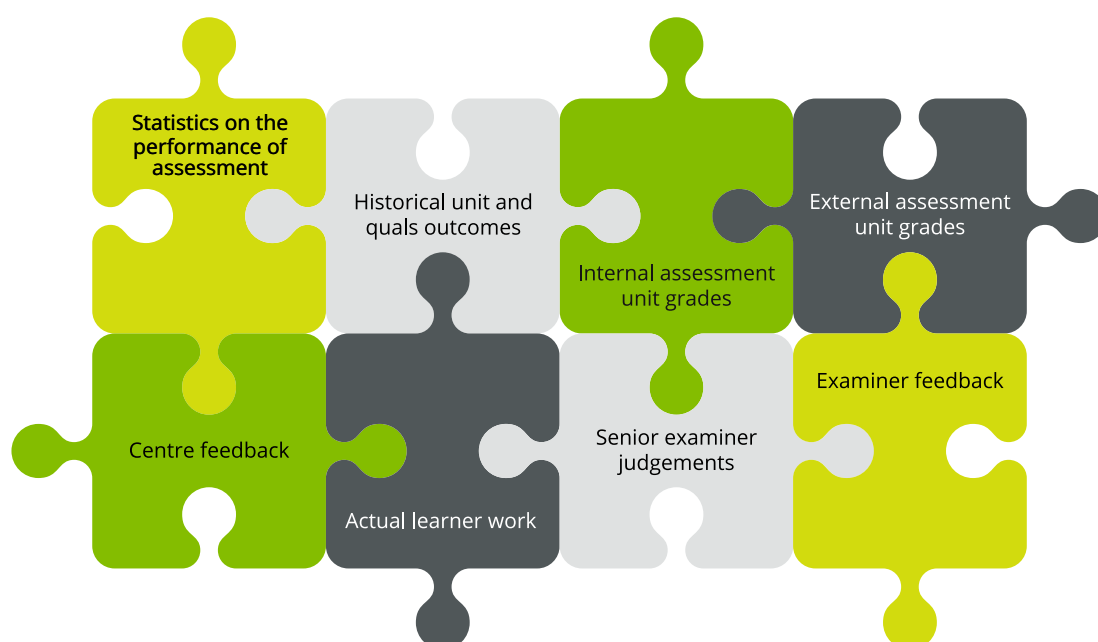 Statistics on the
performance of
assessment
Historical unit and
quals outcomes
Internal assessment
unit grades
External assessment
unit grades
Centre feedback
Actual learner work
Senior examiner
judgements
Examiner feedback